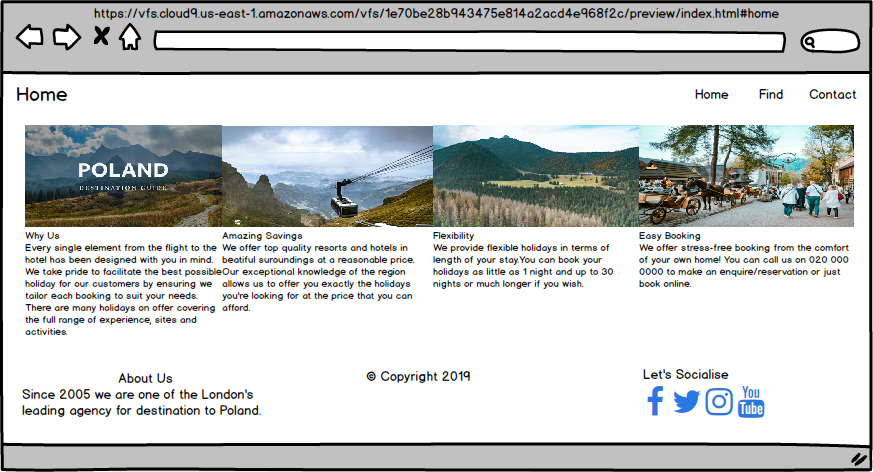 https://vfs.cloud9.us-east-1.amazonaws.com/vfs/1e70be28b943475e814a2acd4e968f2c/preview/index.html#home
Home
Home Find Contact
POLAND
DESTINATION GUIDE
Why Us
Every single element from the flight to the
hotel has been designed with you in mind.
We take pride to facilitate the best possible
holiday for our customers by ensuring we
tailor each booking to suit your needs.
There are many holidays on offer covering
the full range of experience, sites and
activities.
Amazing Savings
We offer top quality resorts and hotels in
beatiful suroundings at a reasonable price.
Our exceptional knowledge of the region
allows us to offer you exactly the holidays
you're looking for at the price that you can
afford.
Flexibility
We provide flexible holidays in terms of
length of your stay.You can book your
holidays as little as 1 night and up to 30
nights or much longer if you wish.
Easy Booking
We offer stress-free booking from the comfort
of your own home! You can call us on 020 000
0000 to make an enquire/reservation or just
book online.
About Us
Since 2005 we are one of the London's
leading agency for destination to Poland.
© Copyright 2019
Let's Socialise
You
Tube